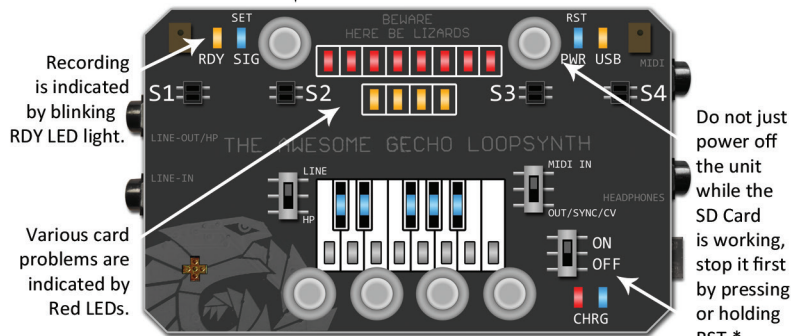 SET
RDY SIG
BEWARE
HERE BE LIZARDS
RST
PWR USB
MIDI
S1
S2
S3
S4
Recording
is indicated
by blinking
RDY LED light.
LINE-OUT/HP
THE AWESOME GECHO LOOPSYNTH
LINE-IN
LINE
HP
MIDI IN
OUT/SYNC/CV
HEADPHONES
ON
OFF
CHRG
Various card
problems are
indicated by
Red LEDs.
Do not just
power off
the unit
while the
SD Card
is working,
stop it first
by pressing
or holding
RST *